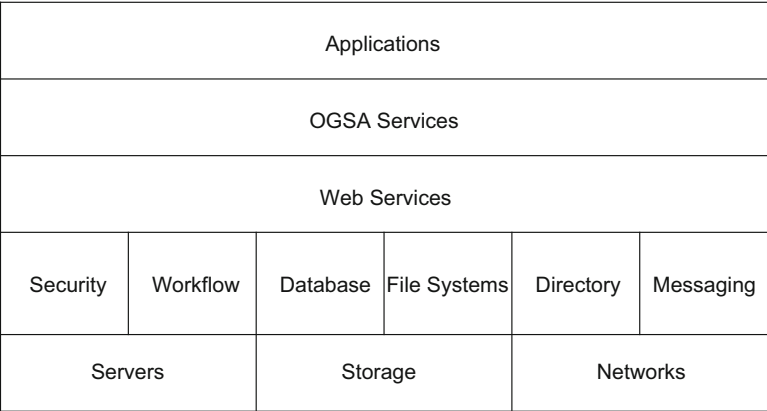 Applications
OGSA Services
Web Services
Security Workflow Database File Systems Directory Messaging
Servers Storage Networks